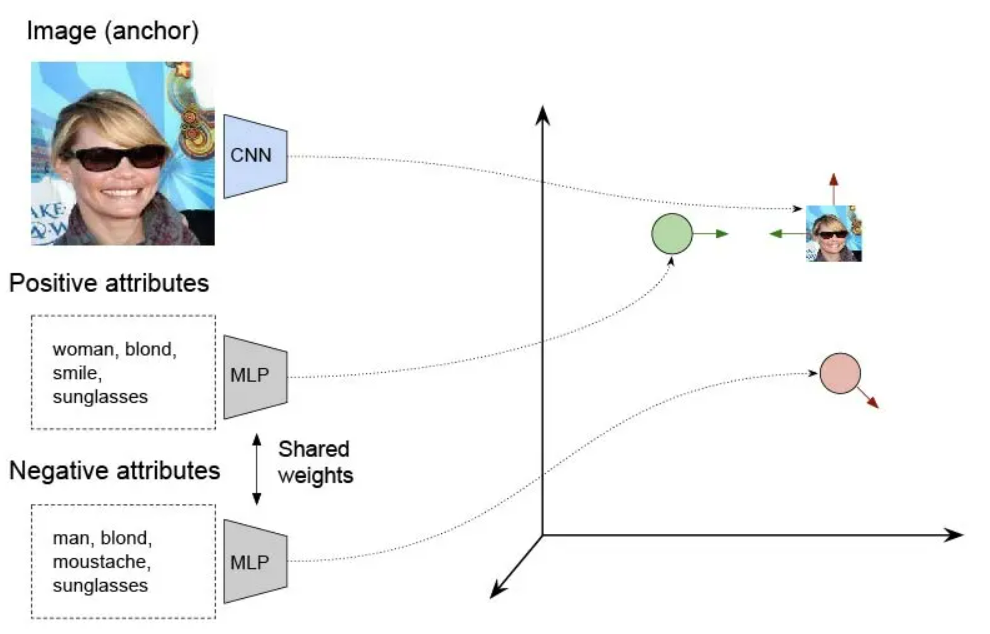 Image (anchor)
CNN
Positive attributes
woman, blond,
smile,
sunglasses
MLP
Shared
weights
Negative attributes
man, blond,
moustache,
sunglasses
MLP